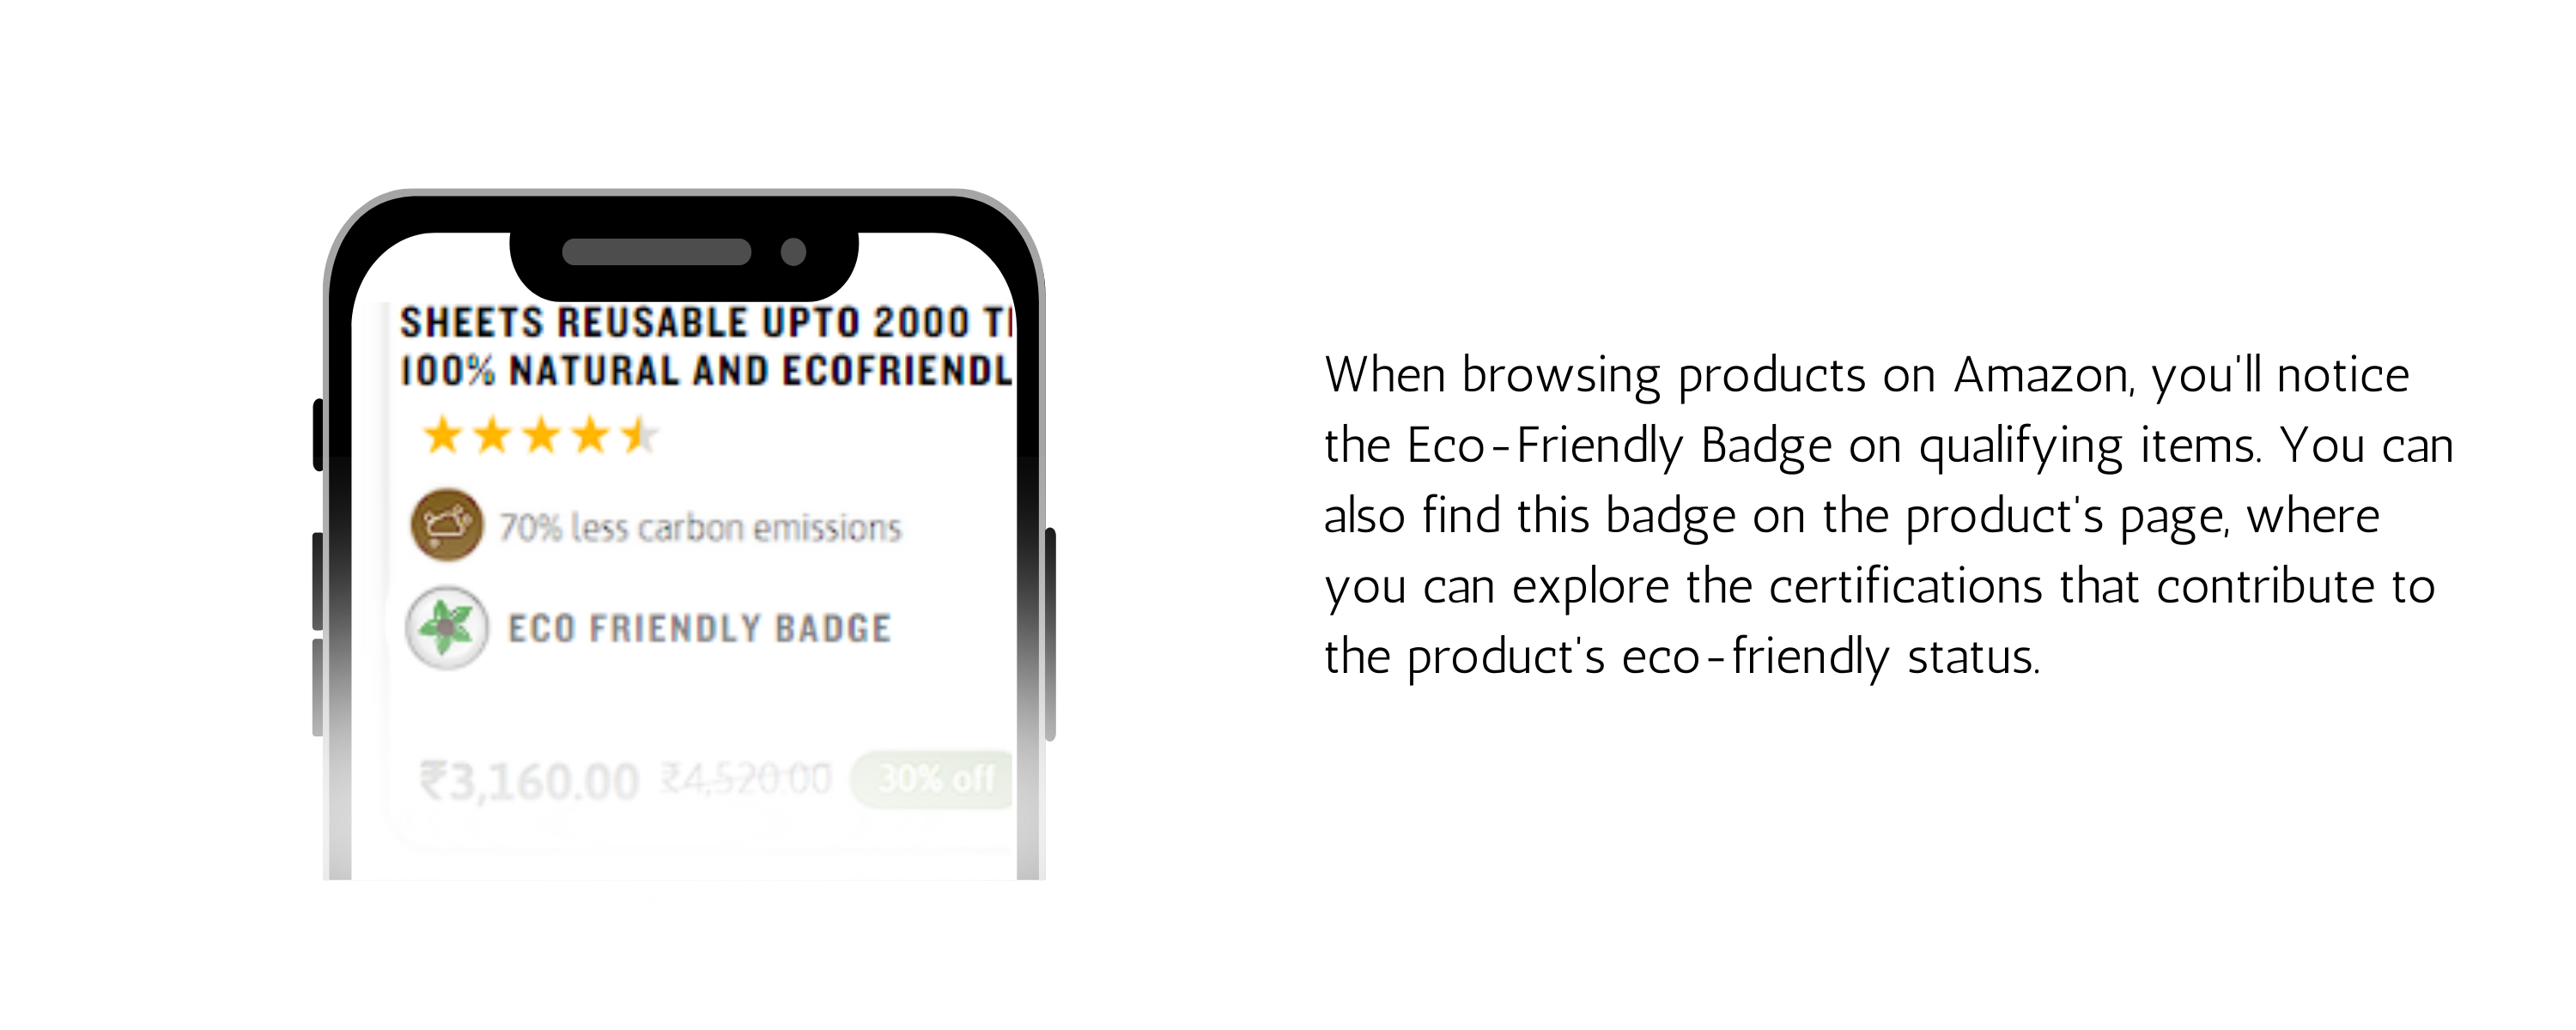 SHEETS REUSABLE UPTO 2000
100% NATURAL AND ECOFRIENDL
70% less carbon emissions
ECO FRIENDLY BADGE
₹3,160.00 ₹4,520.00 30% off
When browsing products on Amazon, you'll notice
the Eco-Friendly Badge on qualifying items. You can
also find this badge on the product's page, where
you can explore the certifications that contribute to
the product's eco-friendly status.